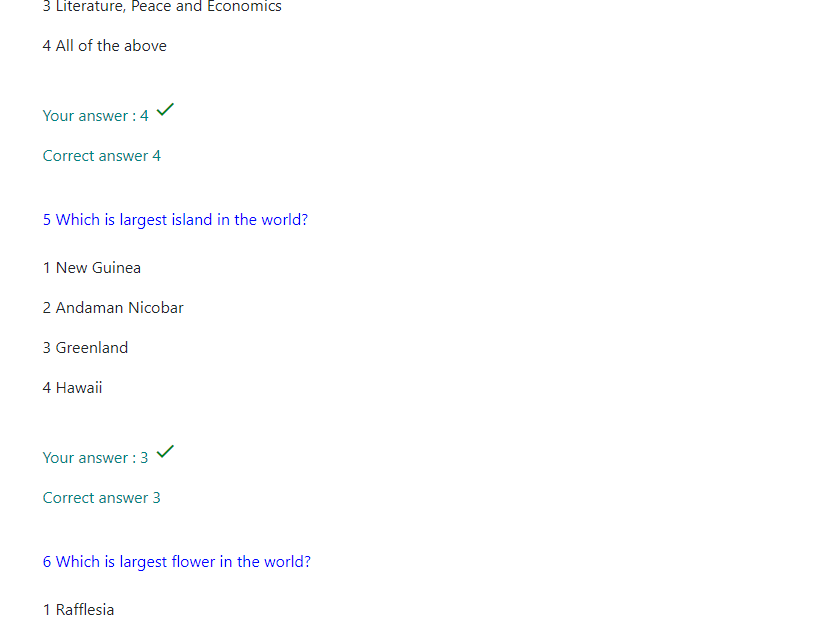 3 Literature, Peace and Economics
4 All of the above
Your answer : 4
Correct answer 4
5 Which is largest island in the world?
1 New Guinea
2 Andaman Nicobar
3 Greenland
4 Hawaii
Your answer : 3
Correct answer 3
6 Which is largest flower in the world?
1 Rafflesia